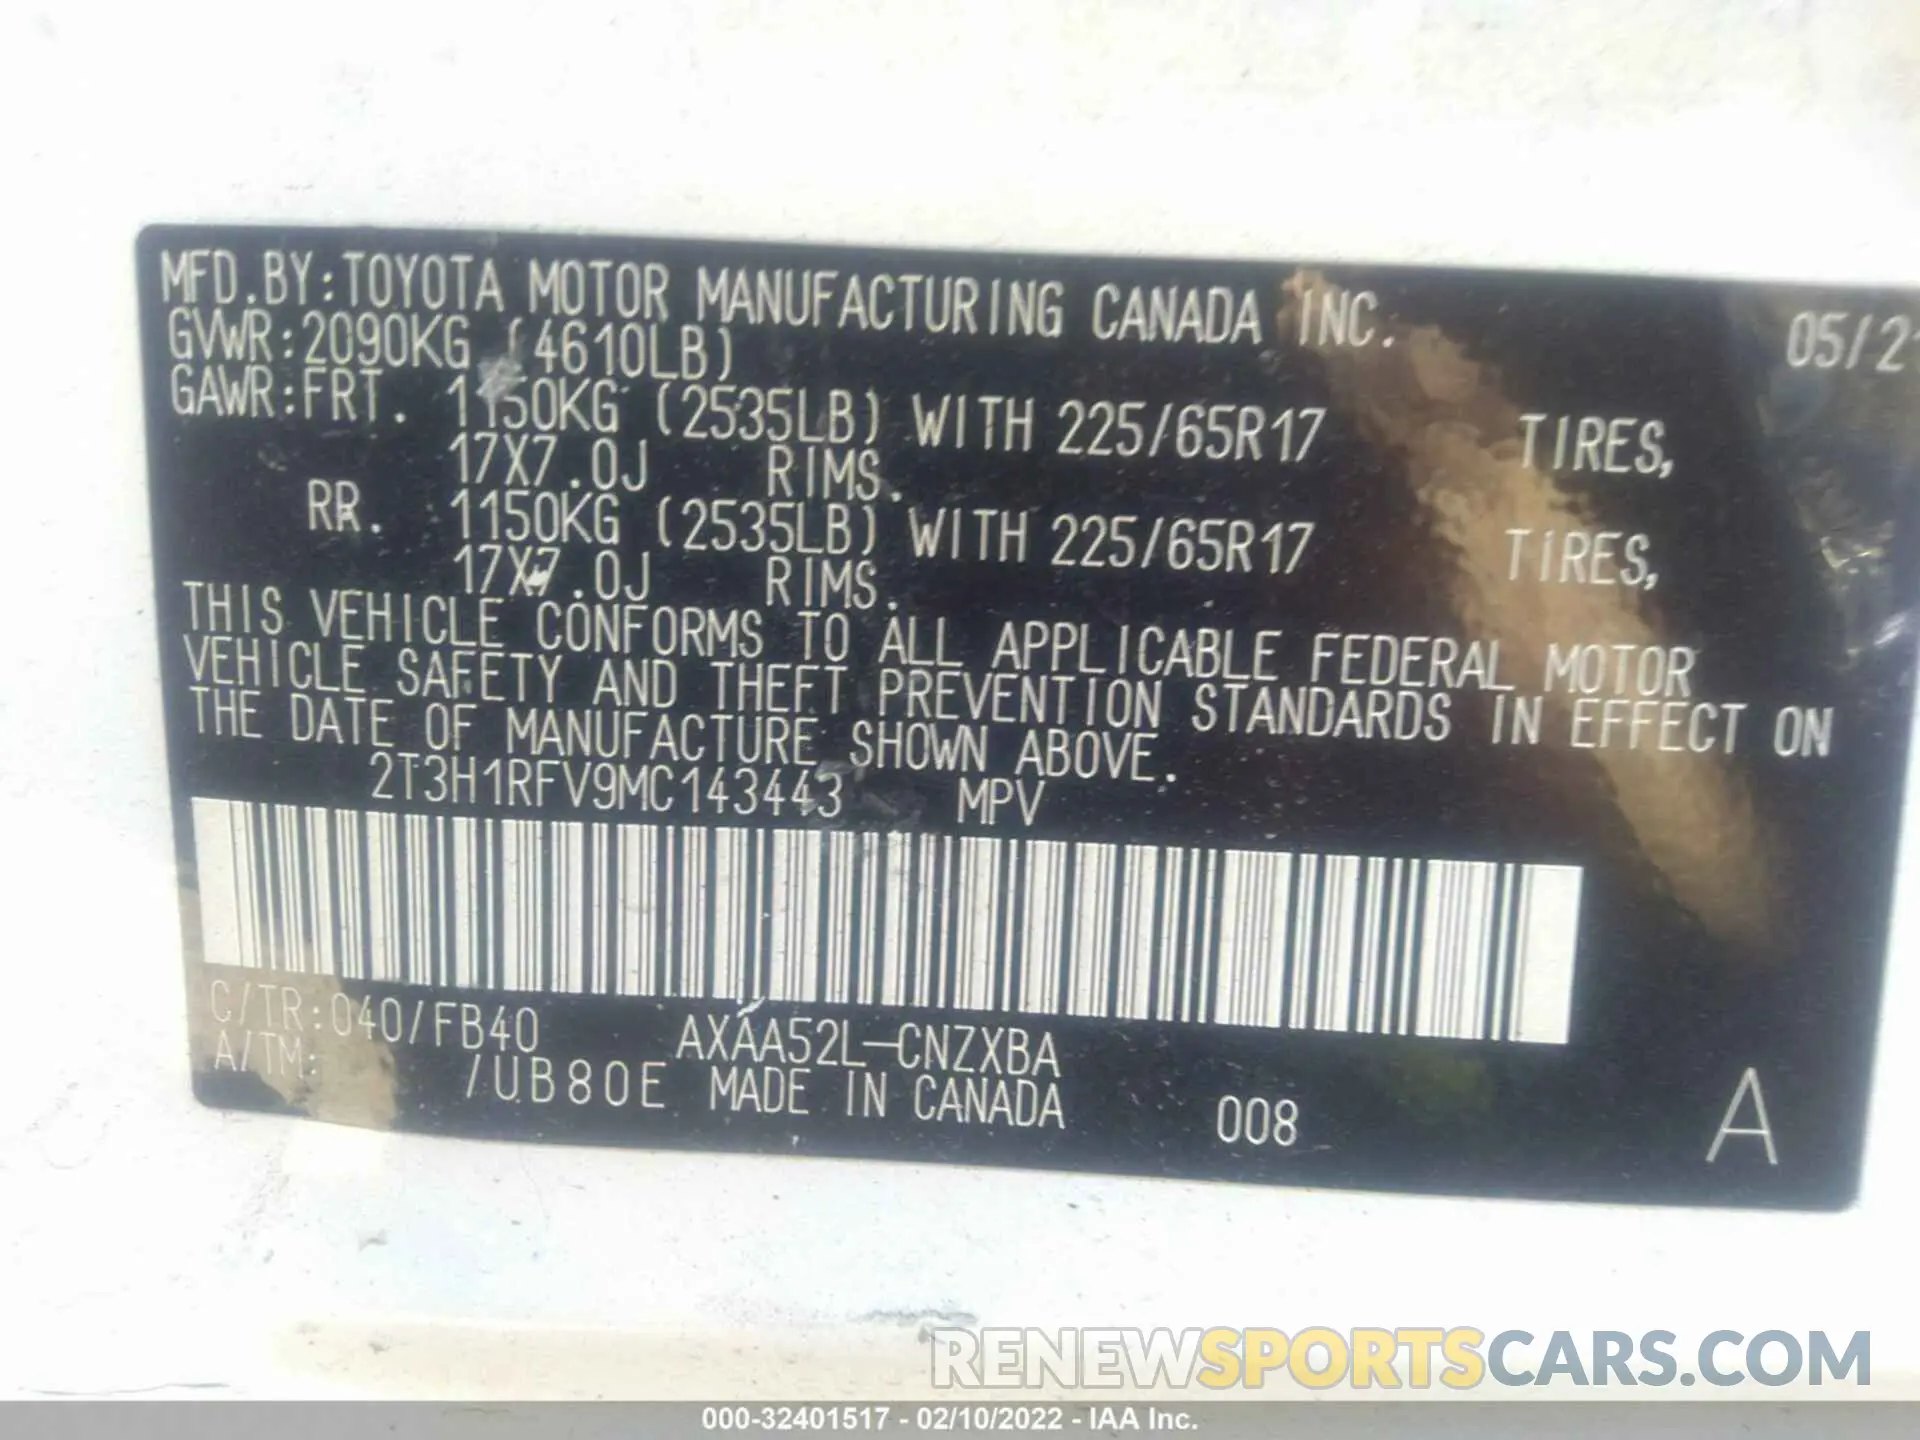 MFD.BY:TOYOTA MOTOR MANUFACTURING CANADA INC. 05/21
GVWR:2090KG (4610LB)
GAWR:FRT. 1150KG (2535LB) WITH 225/65R17 TIRES,
17X7.0J RIMS.
RR. 1150KG (2535LB) WITH 225/65R17 TIRES,
17X7.0J RIMS.
THIS VEHICLE CONFORMS TO ALL APPLICABLE FEDERAL MOTOR
VEHICLE SAFETY AND THEFT PREVENTION STANDARDS IN EFFECT ON
THE DATE OF MANUFACTURE SHOWN ABOVE.
2T3H1RFV9MC143443 MPV
C/TR:040/FB40 AXAA52L-CNZXBA
A/TM: /UB80E MADE IN CANADA 008 A
RENEWSPORTSCARS.COM
000-32401517 - 02/10/2022 - IAA Inc.